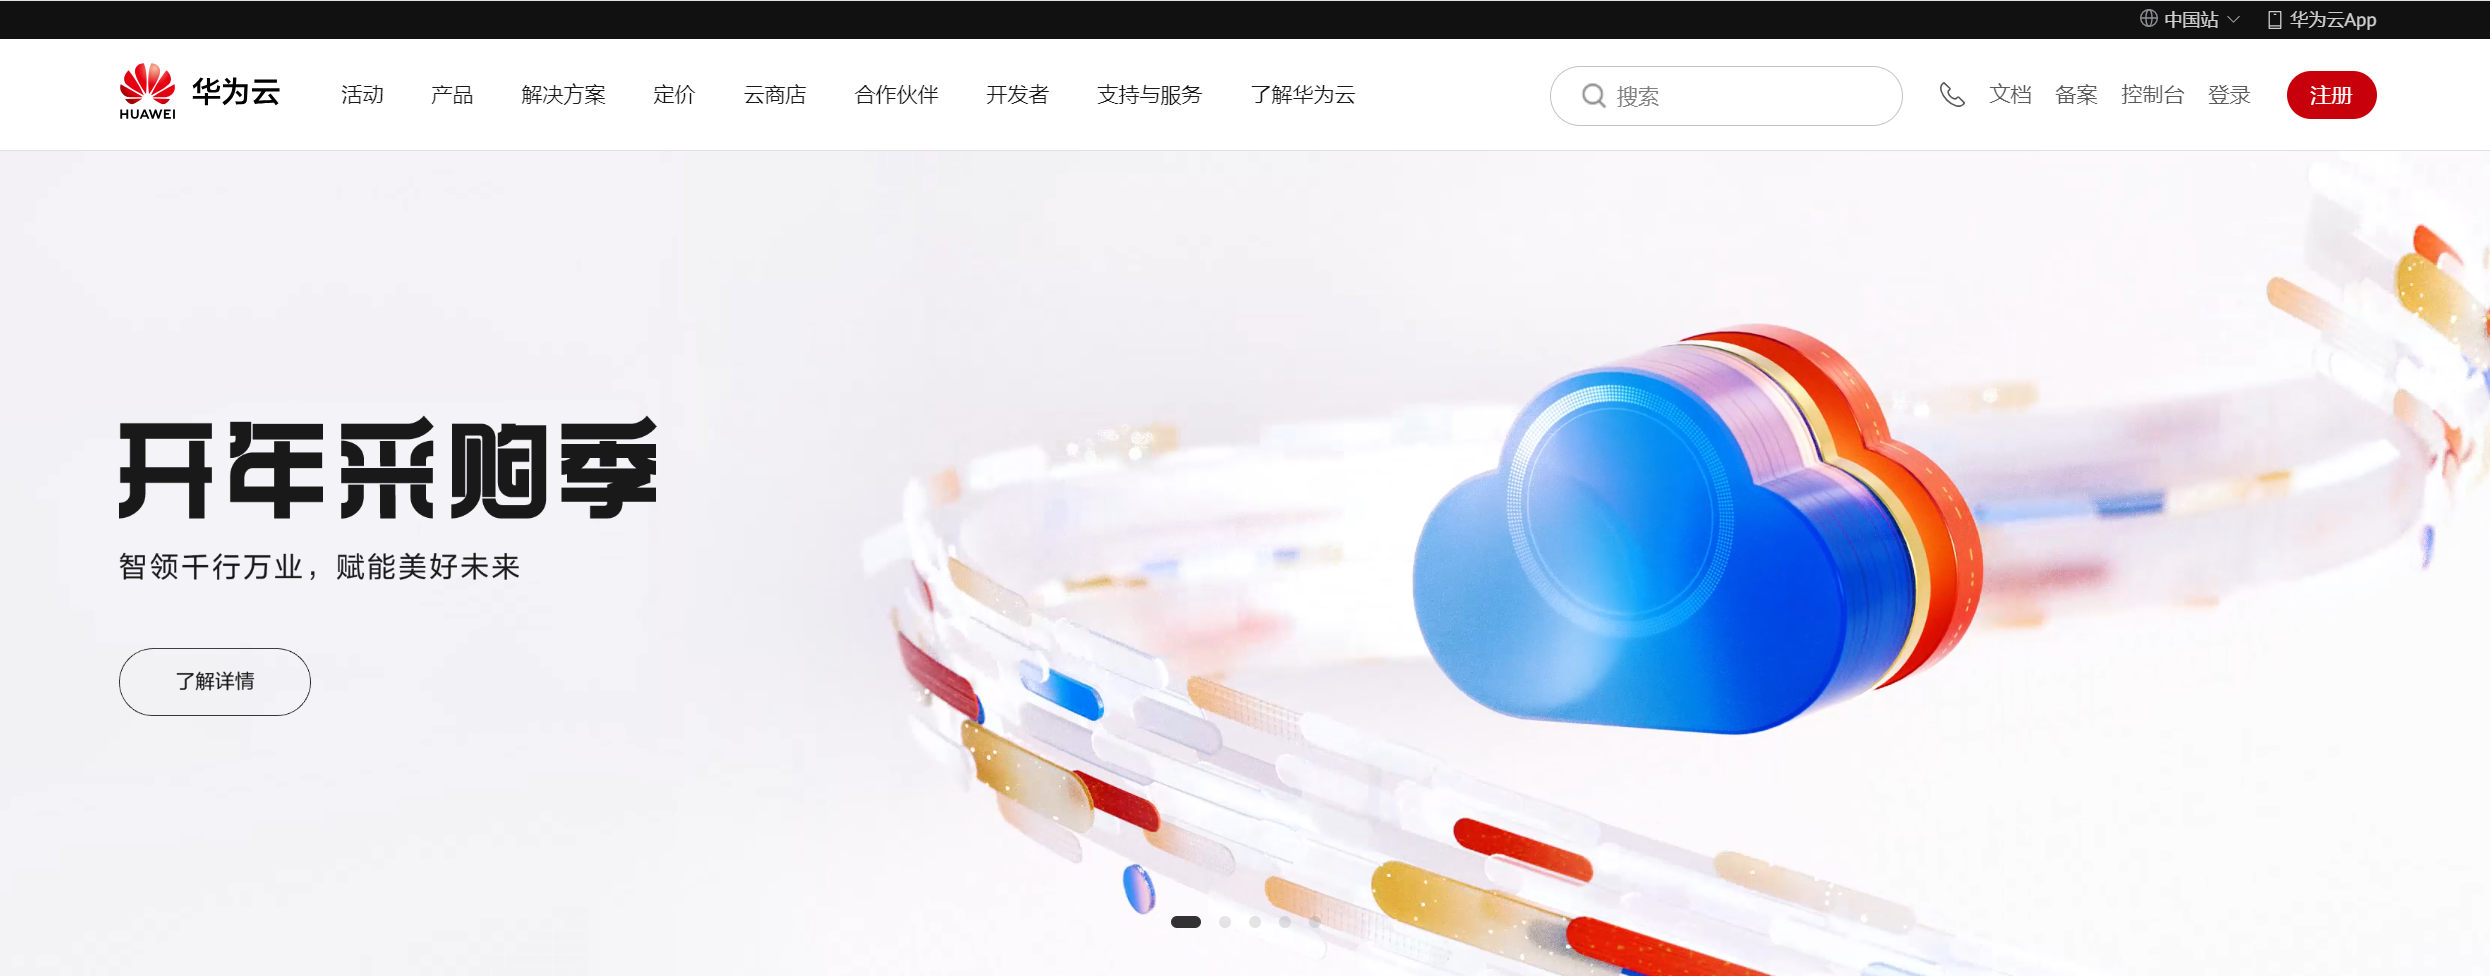 中国站
华为云App
HUAWEI
华为云
活动
产品
解决方案
定价
云商店
合作伙伴
开发者
支持与服务
了解华为云
搜索
文档
备案
控制台
登录
注册
开年采购季
智领千行万业，赋能美好未来
了解详情